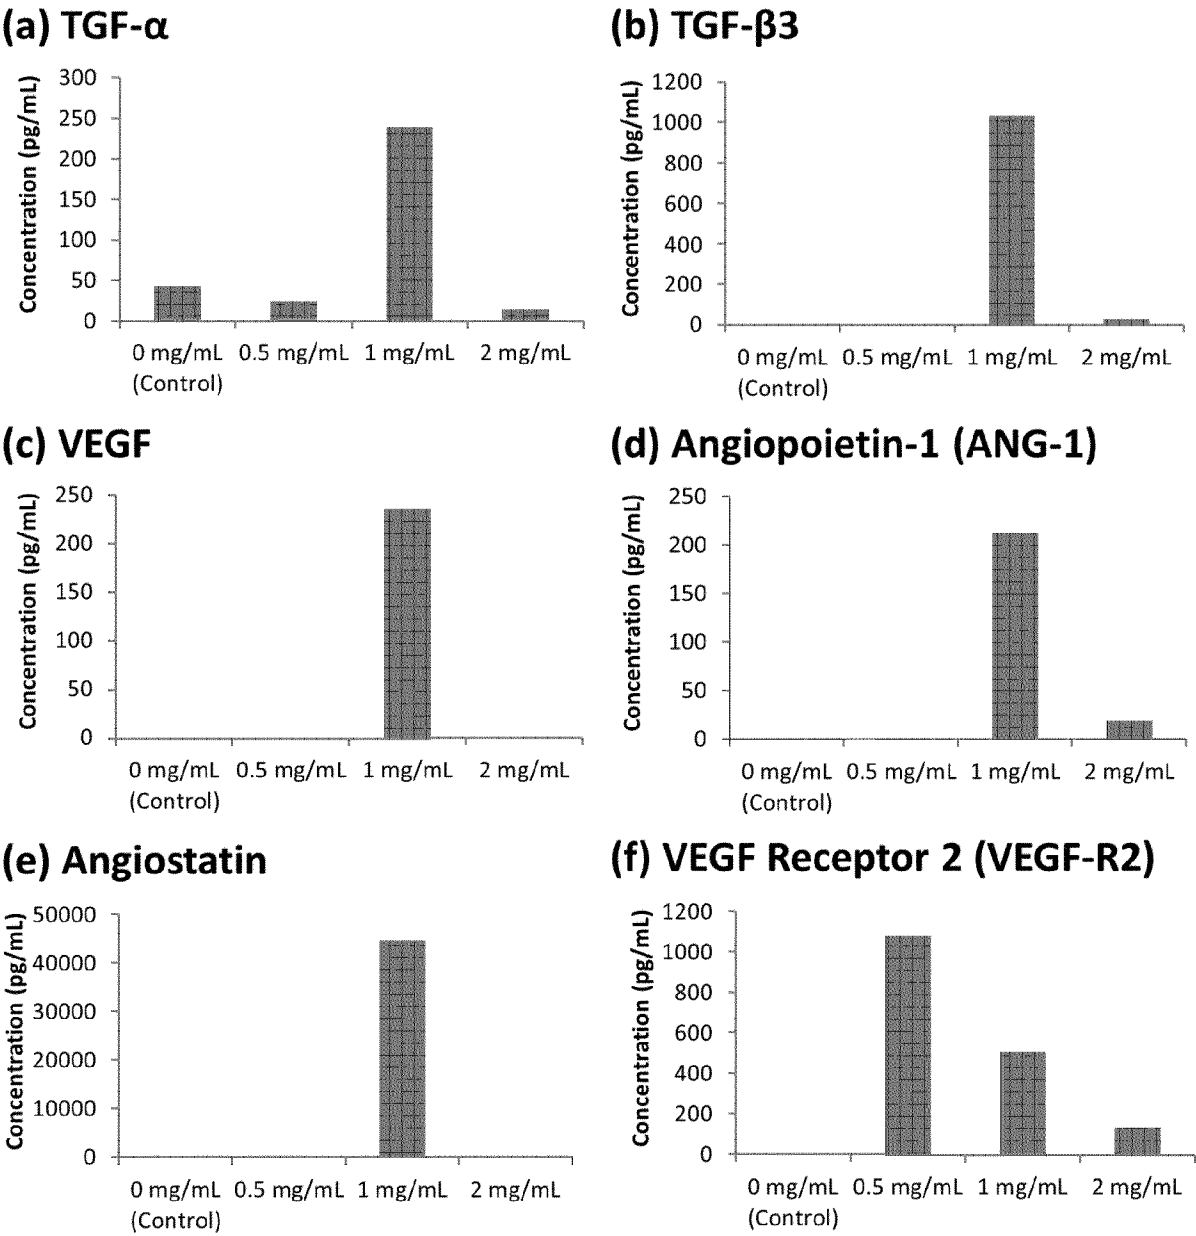 (a) TGF-α
Concentration (pg/mL)
300
250
200
150
100
50
0
0 mg/mL 0.5 mg/mL 1 mg/mL 2 mg/mL
(Control)
(b) TGF-β3
Concentration (pg/mL)
1200
1000
800
600
400
200
0
0 mg/mL 0.5 mg/mL 1 mg/mL 2 mg/mL
(Control)
(c) VEGF
Concentration (pg/mL)
250
200
150
100
50
0
0 mg/mL 0.5 mg/mL 1 mg/mL 2 mg/mL
(Control)
(d) Angiopoietin-1 (ANG-1)
Concentration (pg/mL)
250
200
150
100
50
0
0 mg/mL 0.5 mg/mL 1 mg/mL 2 mg/mL
(Control)
(e) Angiostatin
Concentration (pg/mL)
50000
40000
30000
20000
10000
0
0 mg/mL 0.5 mg/mL 1 mg/mL 2 mg/mL
(Control)
(f) VEGF Receptor 2 (VEGF-R2)
Concentration (pg/mL)
1200
1000
800
600
400
200
0
0 mg/mL 0.5 mg/mL 1 mg/mL 2 mg/mL
(Control)